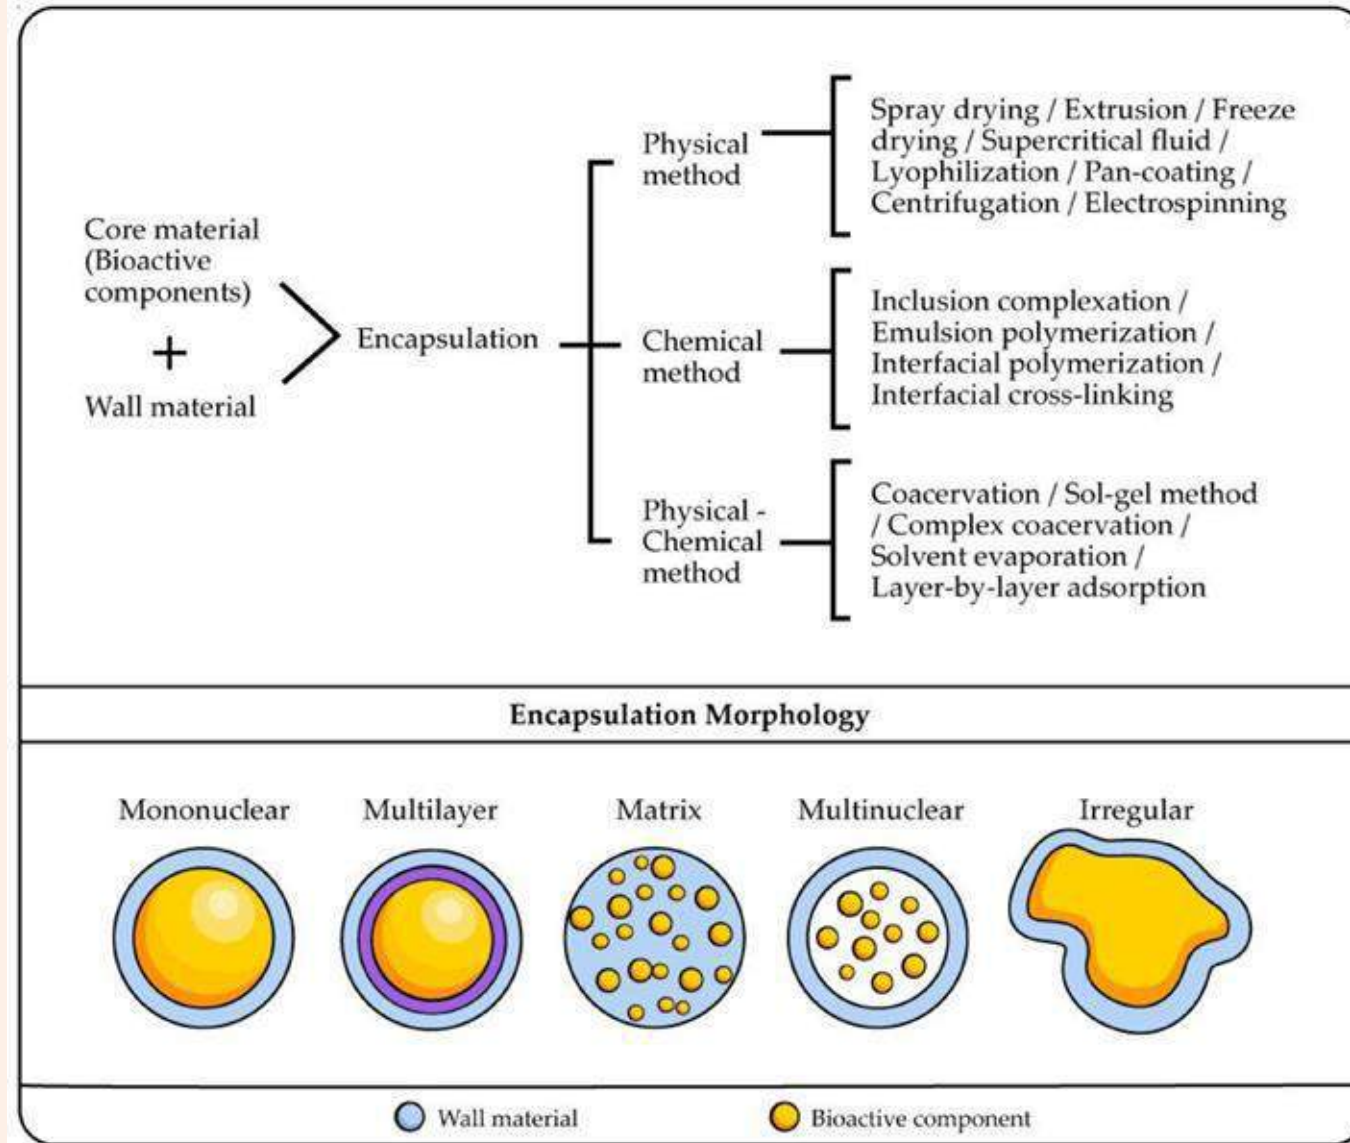 Physical
method
Spray drying / Extrusion / Freeze
drying / Supercritical fluid /
Lyophilization / Pan-coating /
Centrifugation / Electrospinning
Core material
(Bioactive
components)
+
Wall material
Encapsulation
Chemical
method
Inclusion complexation /
Emulsion polymerization /
Interfacial polymerization /
Interfacial cross-linking
Physical -
Chemical
method
Coacervation / Sol-gel method
/ Complex coacervation /
Solvent evaporation /
Layer-by-layer adsorption
Encapsulation Morphology
Mononuclear
Multilayer
Matrix
Multinuclear
Irregular
Wall material
Bioactive component